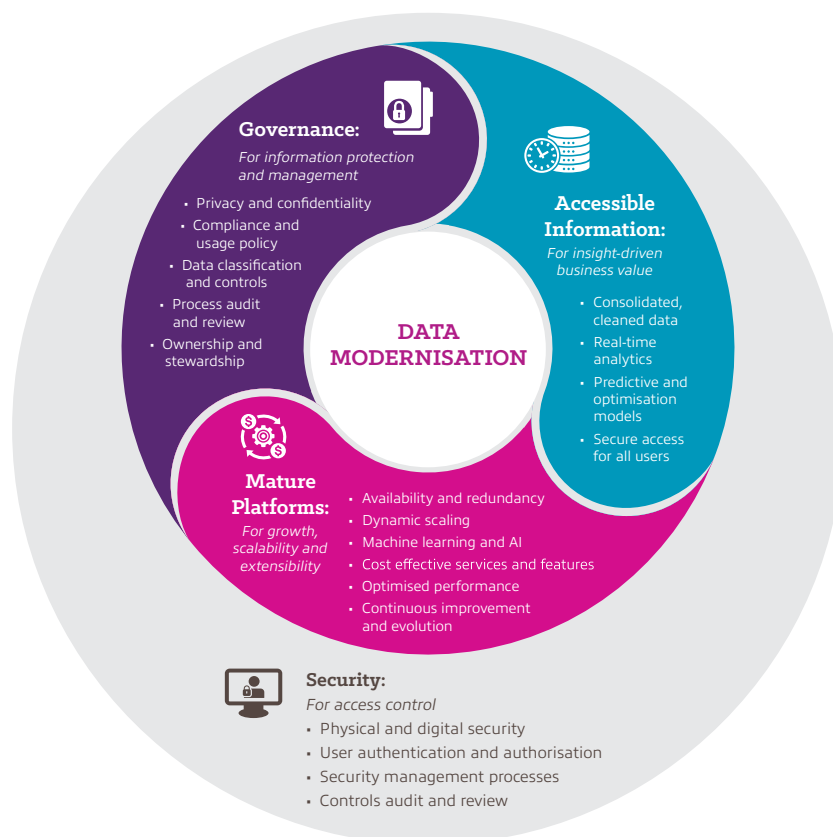 Governance:
For information protection
and management
• Privacy and confidentiality
• Compliance and
usage policy
• Data classification
and controls
• Process audit
and review
• Ownership and
stewardship
Accessible
Information:
For insight-driven
business value
• Consolidated,
cleaned data
• Real-time
analytics
• Predictive and
optimisation
models
• Secure access
for all users
DATA
MODERNISATION
$
$
Mature
Platforms:
For growth,
scalability and
extensibility
• Availability and redundancy
• Dynamic scaling
• Machine learning and AI
• Cost effective services and features
• Optimised performance
• Continuous improvement
and evolution
Security:
For access control
• Physical and digital security
• User authentication and authorisation
• Security management processes
• Controls audit and review